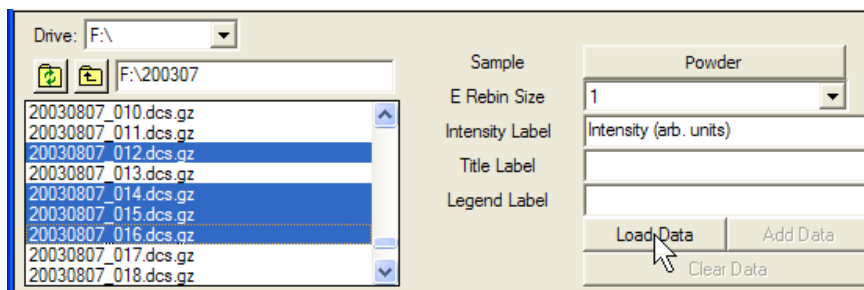 Drive: F:\
F:\200307
20030807_010.dcs.gz
20030807_011.dcs.gz
20030807_012.dcs.gz
20030807_013.dcs.gz
20030807_014.dcs.gz
20030807_015.dcs.gz
20030807_016.dcs.gz
20030807_017.dcs.gz
20030807_018.dcs.gz
Sample Powder
E Rebin Size 1
Intensity Label Intensity (arb. units)
Title Label
Legend Label
Load Data Add Data
Clear Data